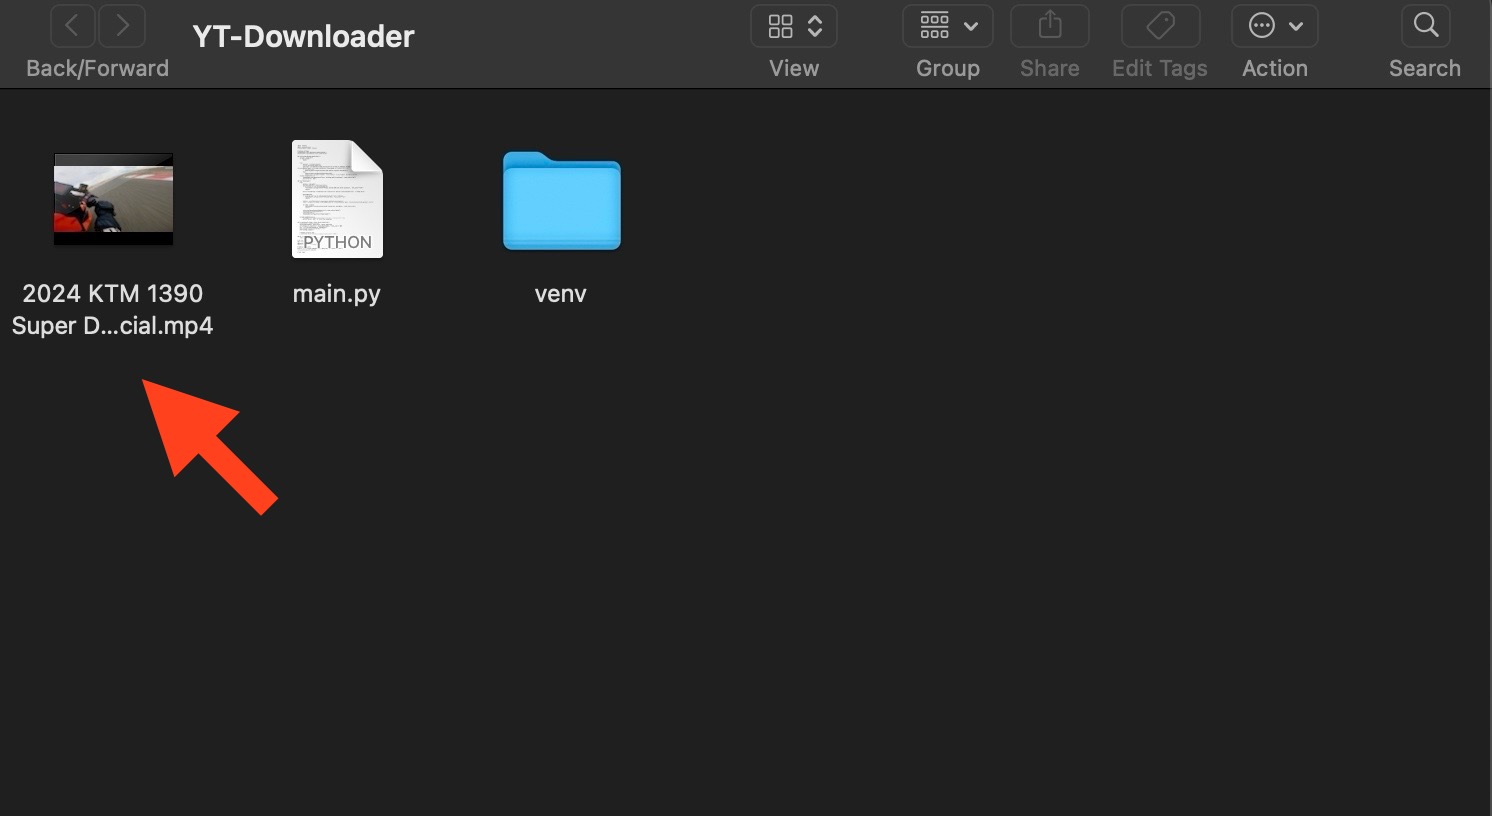 YT-Downloader
Back/Forward
View
Group
Share
Edit Tags
Action
Search
2024 KTM 1390
Super D...cial.mp4
PYTHON
main.py
venv